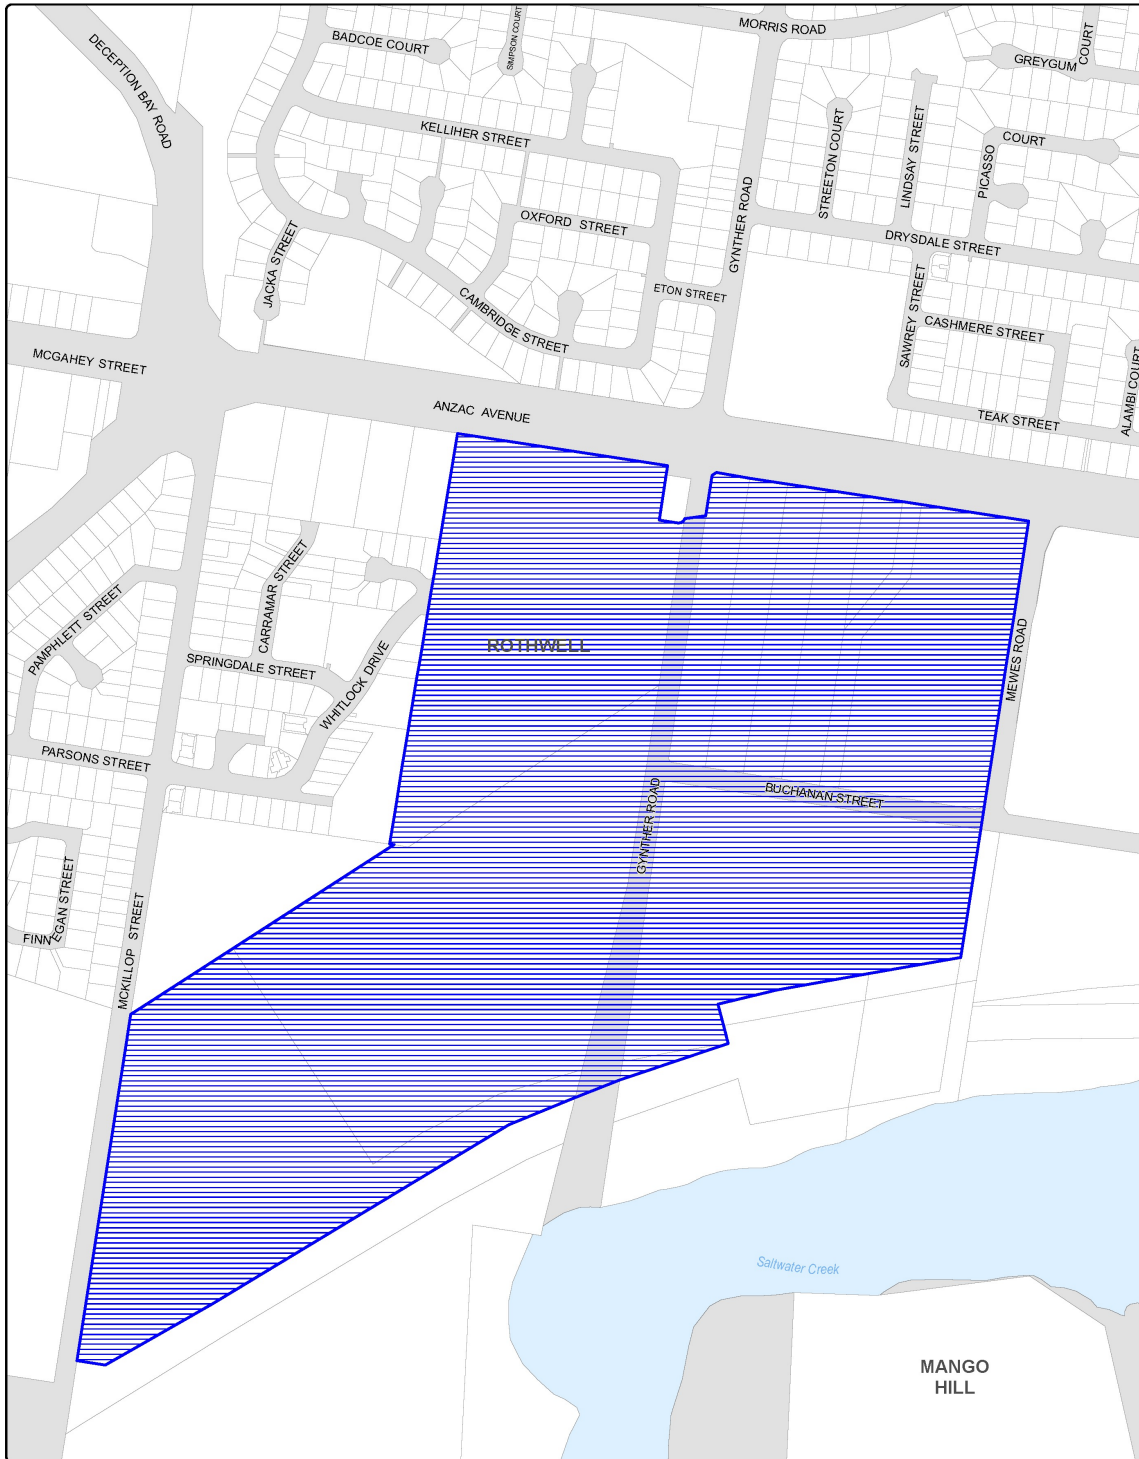 MORRIS ROAD
BADCOE COURT
SIMPSON COURT
DECEPTION BAY ROAD
GREYGUM
COURT
KELLIHER STREET
STREETON COURT
LINDSAY STREET
PICASSO
COURT
OXFORD STREET
GYNTHER ROAD
DRYSDALE STREET
JACKA STREET
ETON STREET
CAMBRIDGE STREET
SAWREY STREET
CASHMERE STREET
MCGAHEY STREET
ALAMBI COURT
ANZAC AVENUE
TEAK STREET
CARRAMAR STREET
PAMPHLETT STREET
ROTHWELL
SPRINGDALE STREET
WHITLOCK DRIVE
MEWES ROAD
PARSONS STREET
BUCHANAN STREET
GYNTHER ROAD
EGAN STREET
FINN
MCKILLOP STREET
Saltwater Creek
MANGO
HILL